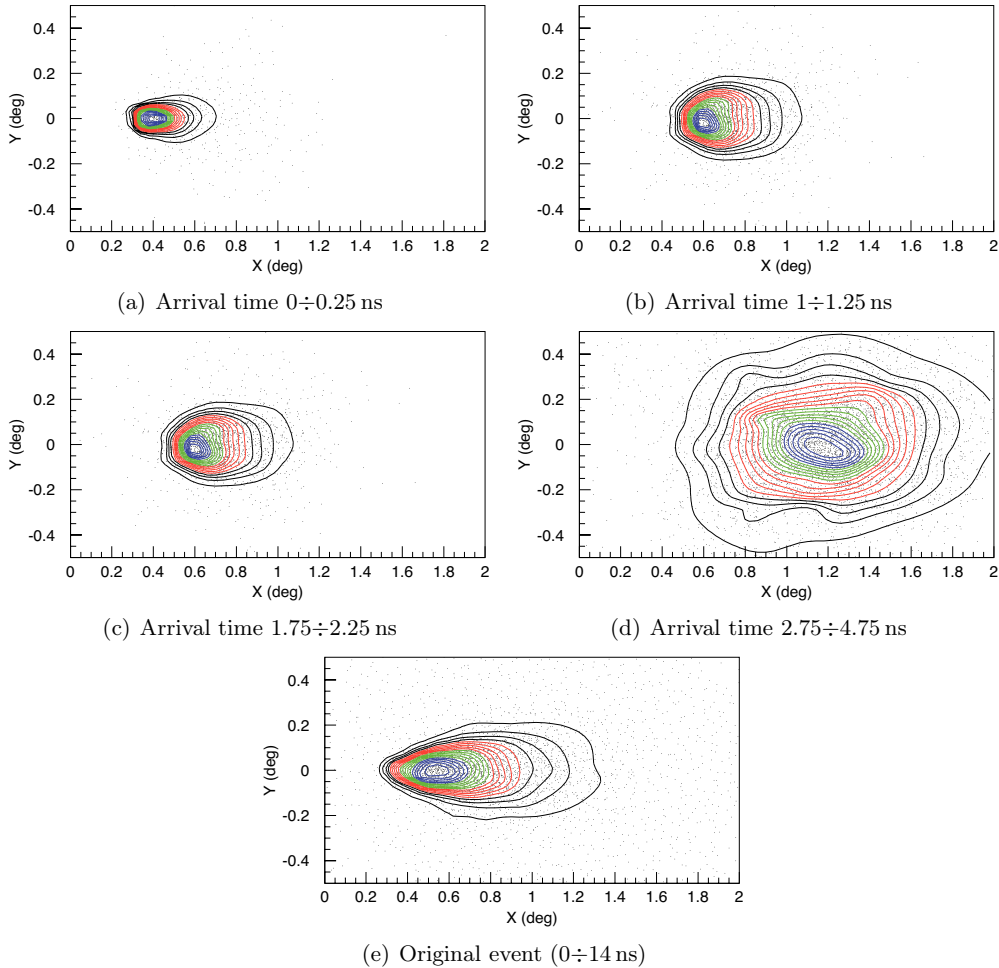 0.4
0.2
0
-0.2
-0.4
Y (deg)
0 0.2 0.4 0.6 0.8 1 1.2 1.4 1.6 1.8 2
X (deg)
(a) Arrival time 0÷0.25 ns
0.4
0.2
0
-0.2
-0.4
Y (deg)
0 0.2 0.4 0.6 0.8 1 1.2 1.4 1.6 1.8 2
X (deg)
(b) Arrival time 1÷1.25 ns
0.4
0.2
0
-0.2
-0.4
Y (deg)
0 0.2 0.4 0.6 0.8 1 1.2 1.4 1.6 1.8 2
X (deg)
(c) Arrival time 1.75÷2.25 ns
0.4
0.2
0
-0.2
-0.4
Y (deg)
0 0.2 0.4 0.6 0.8 1 1.2 1.4 1.6 1.8 2
X (deg)
(d) Arrival time 2.75÷4.75 ns
0.4
0.2
0
-0.2
-0.4
Y (deg)
0 0.2 0.4 0.6 0.8 1 1.2 1.4 1.6 1.8 2
X (deg)
(e) Original event (0÷14 ns)